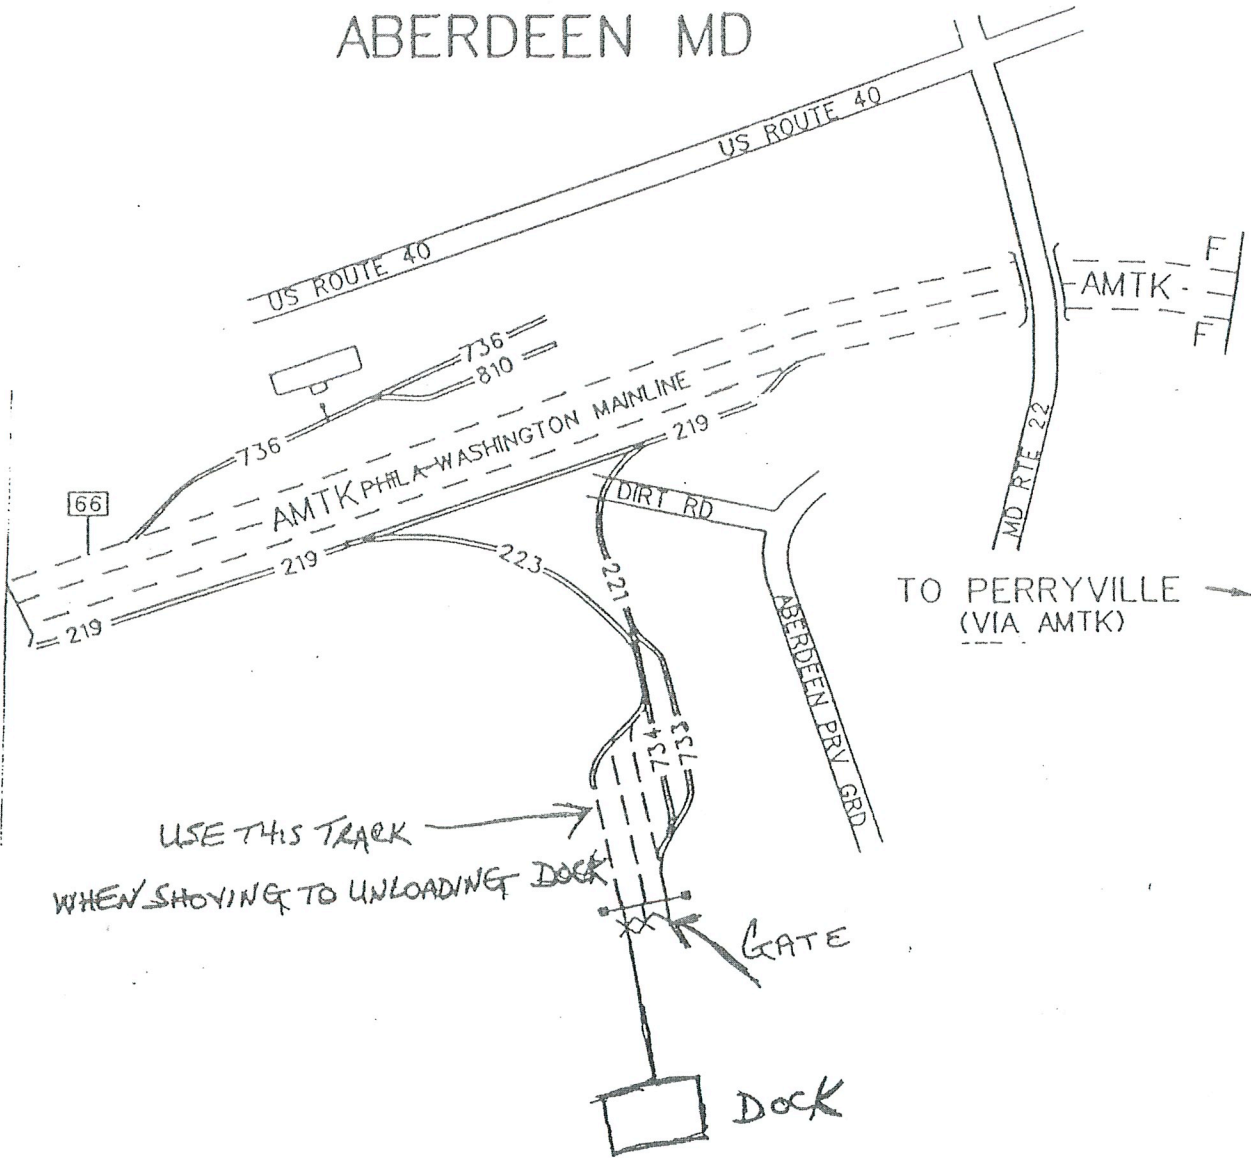 ABERDEEN MD
US ROUTE 40
US ROUTE 40
F
AMTK
F
736
810
736
AMTK PHILA-WASHINGTON MAINLINE
219
MD RTE 22
66
DIRT RD
219
223
221
219
TO PERRYVILLE
(VIA AMTK)
ABERDEEN PRV GRD
734
733
USE THIS TRACK
WHEN SHOVING TO UNLOADING DOCK
GATE
DOCK